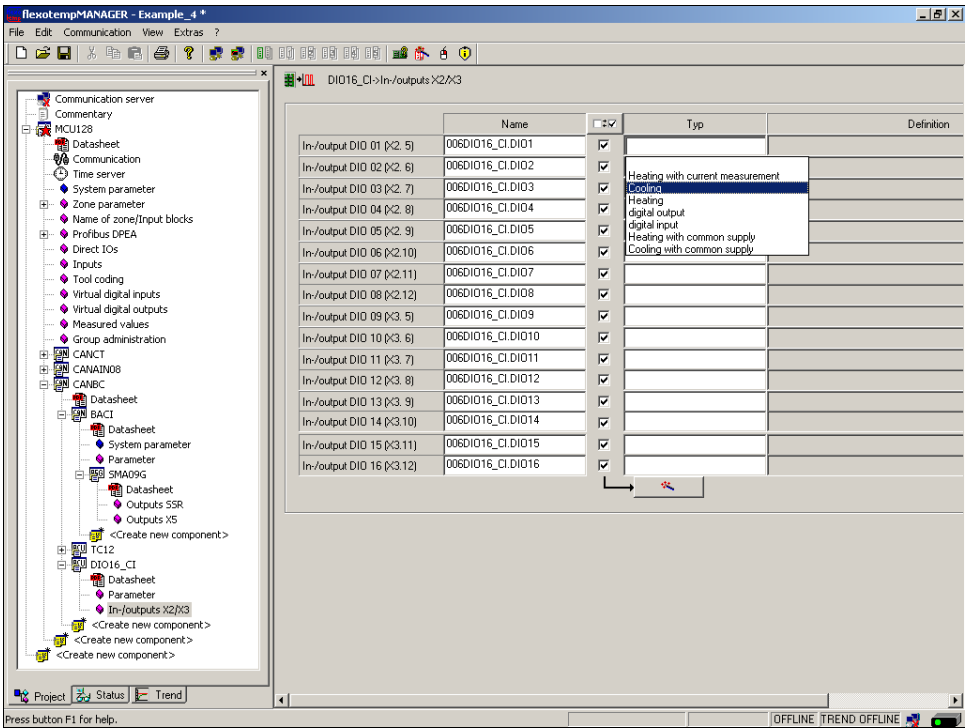 flexotempMANAGER - Example_4 *
File Edit Communication View Extras ?
DIO16_CI->In-/outputs X2/X3
Communication server
Commentary
MCU128
Datasheet
Communication
Time server
System parameter
Zone parameter
Name of zone/Input blocks
Profibus DPEA
Direct IOs
Inputs
Tool coding
Virtual digital inputs
Virtual digital outputs
Measured values
Group administration
CANCT
CANAIN08
CANBC
Datasheet
BACI
Datasheet
System parameter
Parameter
SMA09G
Datasheet
Outputs SSR
Outputs X5
<Create new component>
TC12
DIO16_CI
Datasheet
Parameter
In-/outputs X2/X3
<Create new component>
<Create new component>
<Create new component>
Project Status Trend
Name Typ Definition
In-/output DIO 01 (X2. 5) 006DIO16_CI.DIO1
In-/output DIO 02 (X2. 6) 006DIO16_CI.DIO2
In-/output DIO 03 (X2. 7) 006DIO16_CI.DIO3
In-/output DIO 04 (X2. 8) 006DIO16_CI.DIO4
In-/output DIO 05 (X2. 9) 006DIO16_CI.DIO5
In-/output DIO 06 (X2.10) 006DIO16_CI.DIO6
In-/output DIO 07 (X2.11) 006DIO16_CI.DIO7
In-/output DIO 08 (X2.12) 006DIO16_CI.DIO8
In-/output DIO 09 (X3. 5) 006DIO16_CI.DIO9
In-/output DIO 10 (X3. 6) 006DIO16_CI.DIO10
In-/output DIO 11 (X3. 7) 006DIO16_CI.DIO11
In-/output DIO 12 (X3. 8) 006DIO16_CI.DIO12
In-/output DIO 13 (X3. 9) 006DIO16_CI.DIO13
In-/output DIO 14 (X3.10) 006DIO16_CI.DIO14
In-/output DIO 15 (X3.11) 006DIO16_CI.DIO15
In-/output DIO 16 (X3.12) 006DIO16_CI.DIO16
Heating with current measurement
Cooling
Heating
digital output
digital input
Heating with common supply
Cooling with common supply
Press button F1 for help.
OFFLINE TREND OFFLINE